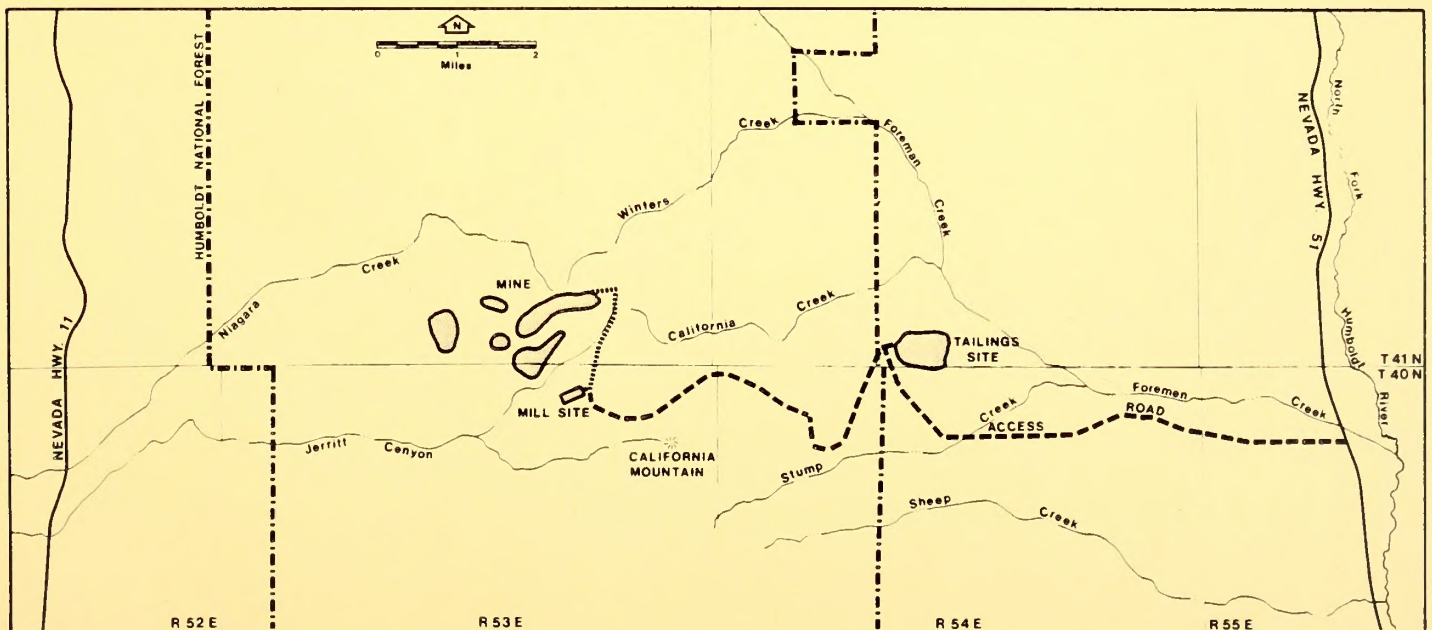 N
0 1 2
Miles
HUMBOLDT NATIONAL FOREST
NEVADA HWY. 11
NEVADA HWY. 51
North Fork Humboldt River
Creek
Foreman Creek
Winters
Niagara Creek
MINE
California Creek
TAILINGS
SITE
T 41 N
T 40 N
MILL SITE
Foremen Creek
ACCESS ROAD
Jerritt Cenyon
CALIFORNIA
MOUNTAIN
Stump Creek
Sheep Creek
R 52 E
R 53 E
R 54 E
R 55 E